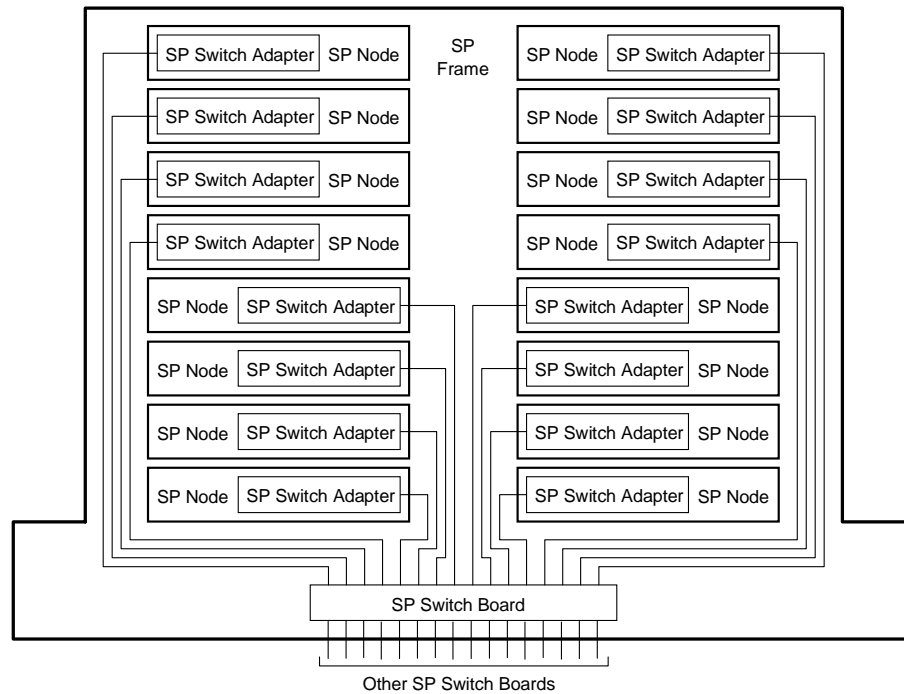 SP Switch Adapter SP Node SP Frame SP Node SP Switch Adapter
SP Switch Adapter SP Node SP Node SP Switch Adapter
SP Switch Adapter SP Node SP Node SP Switch Adapter
SP Switch Adapter SP Node SP Node SP Switch Adapter
SP Node SP Switch Adapter SP Switch Adapter SP Node
SP Node SP Switch Adapter SP Switch Adapter SP Node
SP Node SP Switch Adapter SP Switch Adapter SP Node
SP Node SP Switch Adapter SP Switch Adapter SP Node
SP Switch Board
Other SP Switch Boards